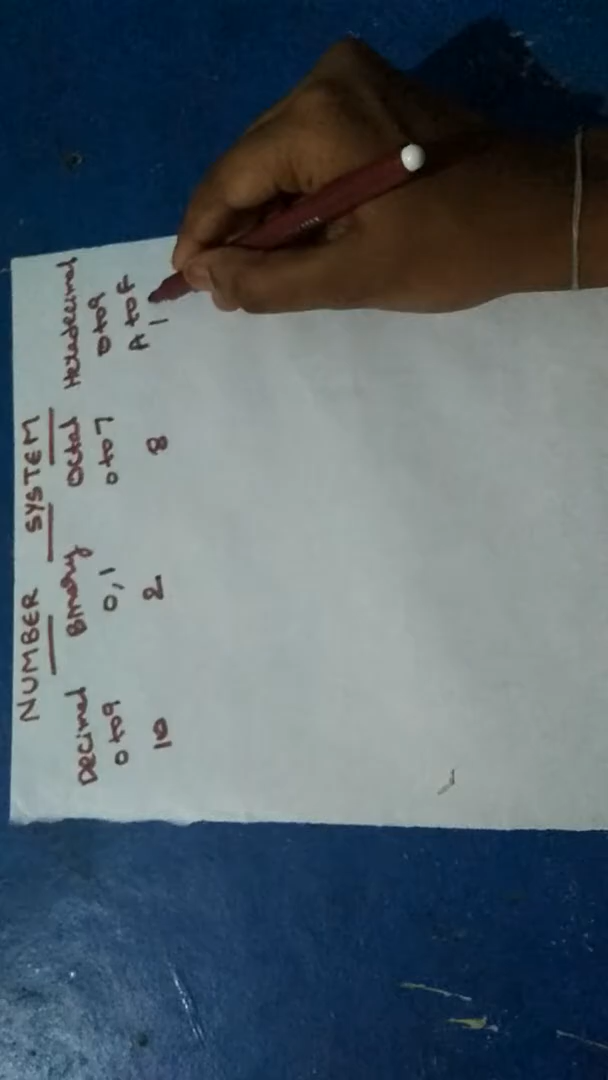 NUMBER SYSTEM
Decimal Binary Octal Hexadecimal
0 to 9 0,1 0 to 7 0 to 9
A to F
10 2 8 1